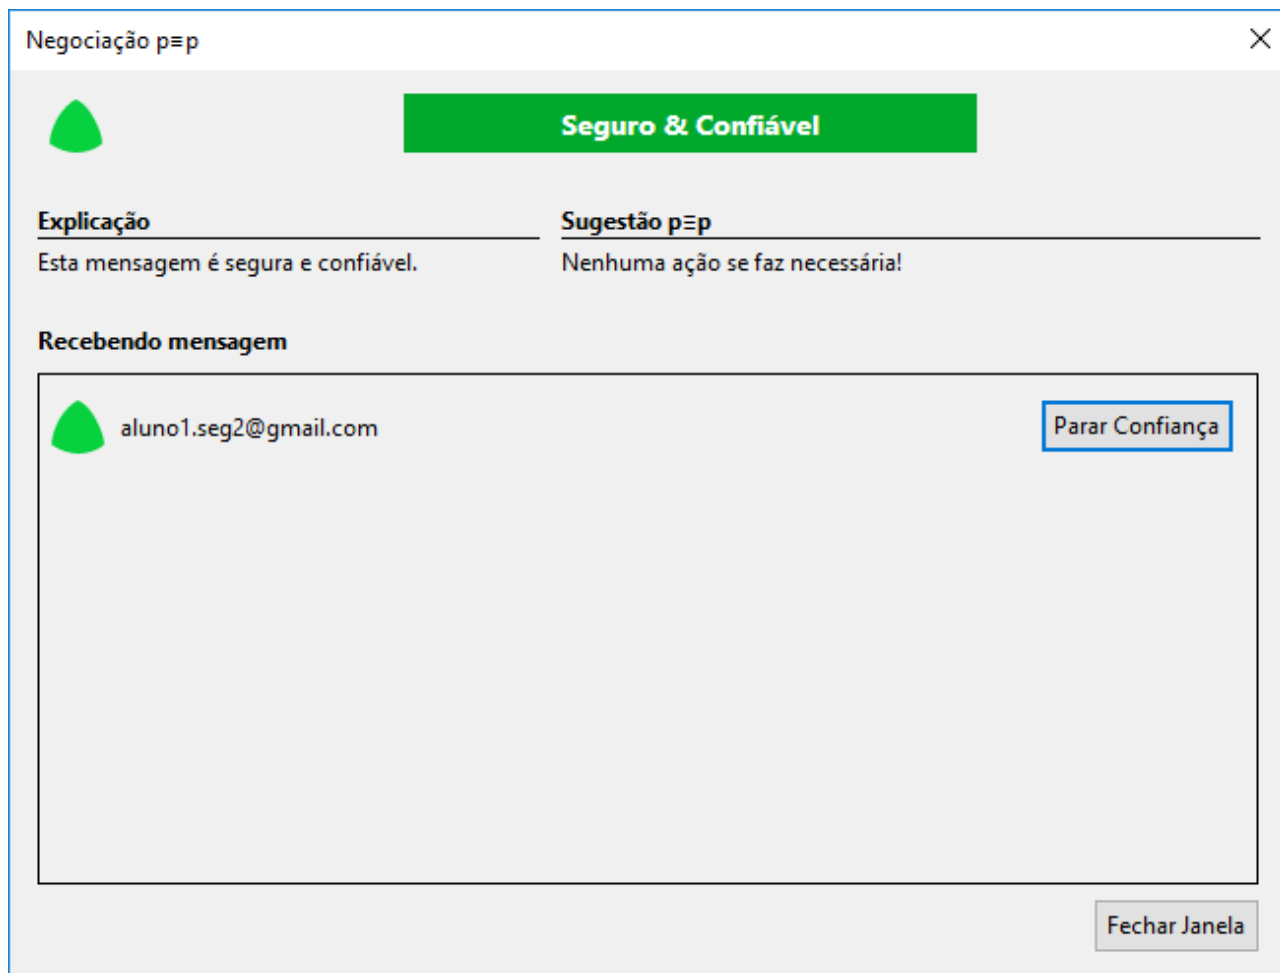 Negociação p≡p
Seguro & Confiável
Explicação
Sugestão p≡p
Esta mensagem é segura e confiável.
Nenhuma ação se faz necessária!
Recebendo mensagem
aluno1.seg2@gmail.com
Parar Confiança
Fechar Janela